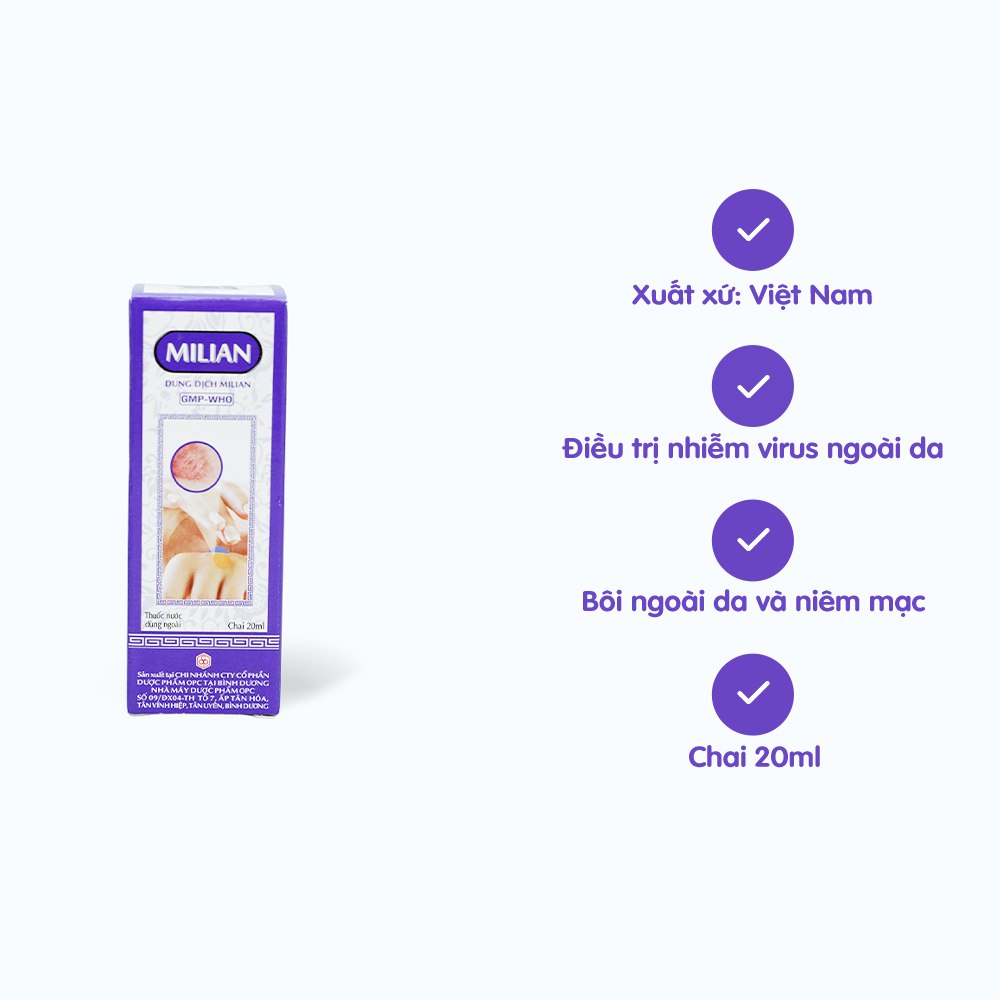 MILIAN
DUNG DỊCH MILIAN
GMP-WHO
Thuốc nước
dùng ngoài
Chai 20ml
Sản xuất tại CHI NHÁNH CTY CỔ PHẦN
DƯỢC PHẨM OPC TẠI BÌNH DƯƠNG
NHÀ MÁY DƯỢC PHẨM OPC
SỐ 09/ĐX04-TH TỔ 7, ẤP TÂN HÓA,
TÂN VĨNH HIỆP, TÂN UYÊN, BÌNH DƯƠNG
Xuất xứ: Việt Nam
Điều trị nhiễm virus ngoài da
Bôi ngoài da và niêm mạc
Chai 20ml